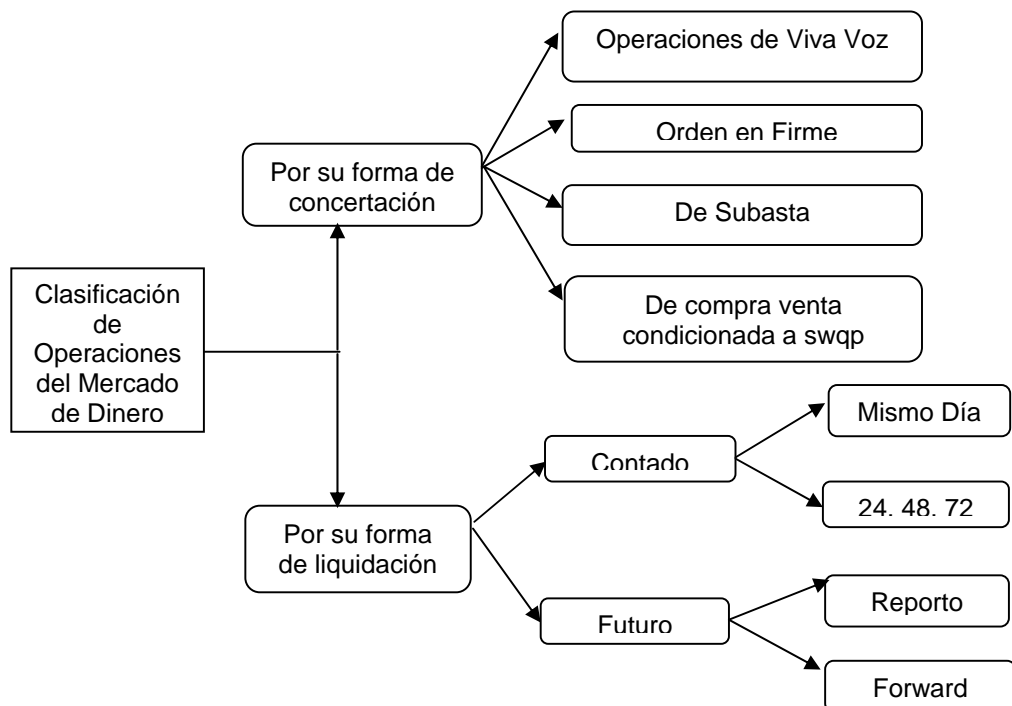 Operaciones de Viva Voz
Orden en Firme
Por su forma de
concertación
De Subasta
De compra venta
condicionada a swqp
Clasificación
de
Operaciones
del Mercado
de Dinero
Mismo Día
Contado
24, 48, 72
Por su forma
de liquidación
Reporto
Futuro
Forward